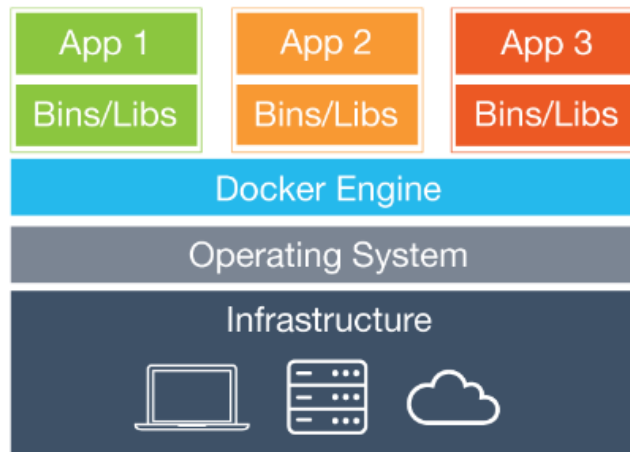 App 1
App 2
App 3
Bins/Libs
Bins/Libs
Bins/Libs
Docker Engine
Operating System
Infrastructure